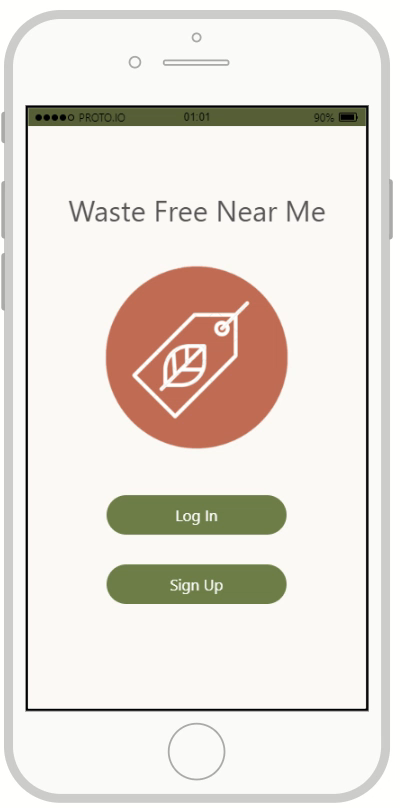 PROTO.IO 01:01 90%
Waste Free Near Me
Log In
Sign Up